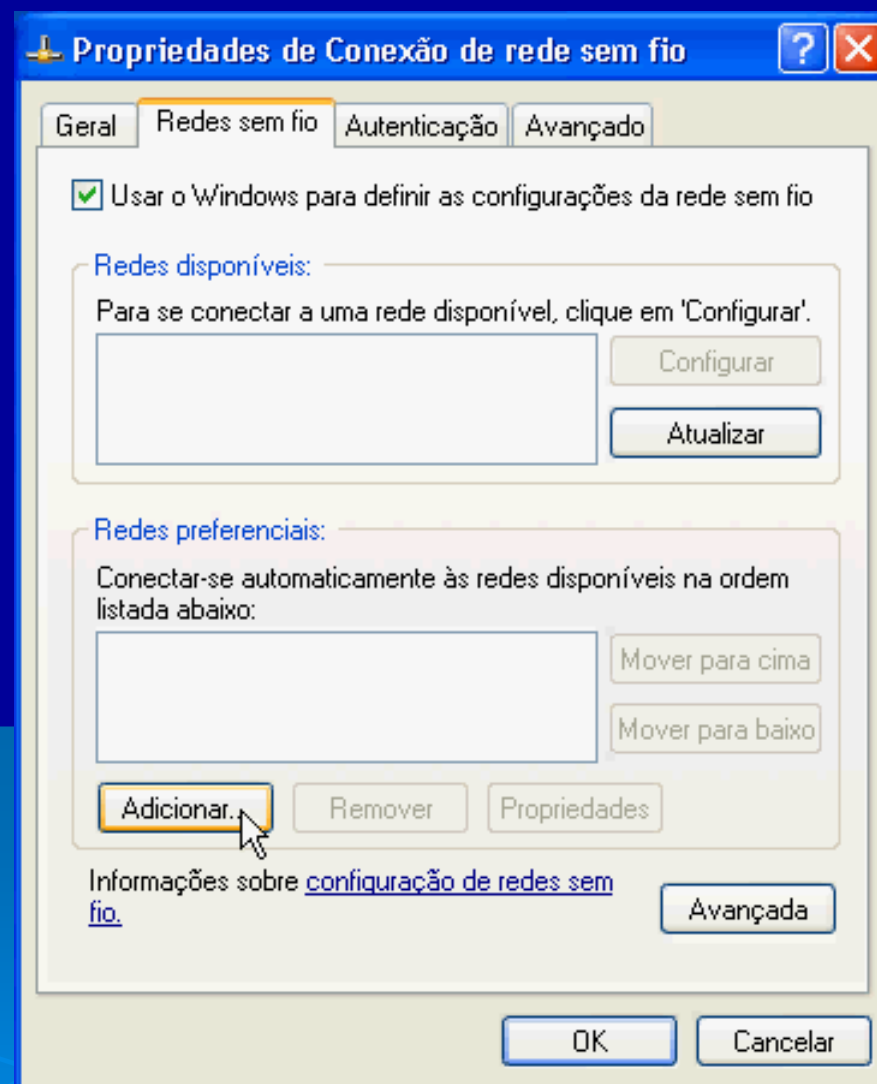 Propriedades de Conexão de rede sem fio
Geral Redes sem fio Autenticação Avançado
Usar o Windows para definir as configurações da rede sem fio
Redes disponíveis:
Para se conectar a uma rede disponível, clique em 'Configurar'.
Configurar
Atualizar
Redes preferenciais:
Conectar-se automaticamente às redes disponíveis na ordem
listada abaixo:
Mover para cima
Mover para baixo
Adicionar... Remover Propriedades
Informações sobre configuração de redes sem
fio.
Avançada
OK Cancelar